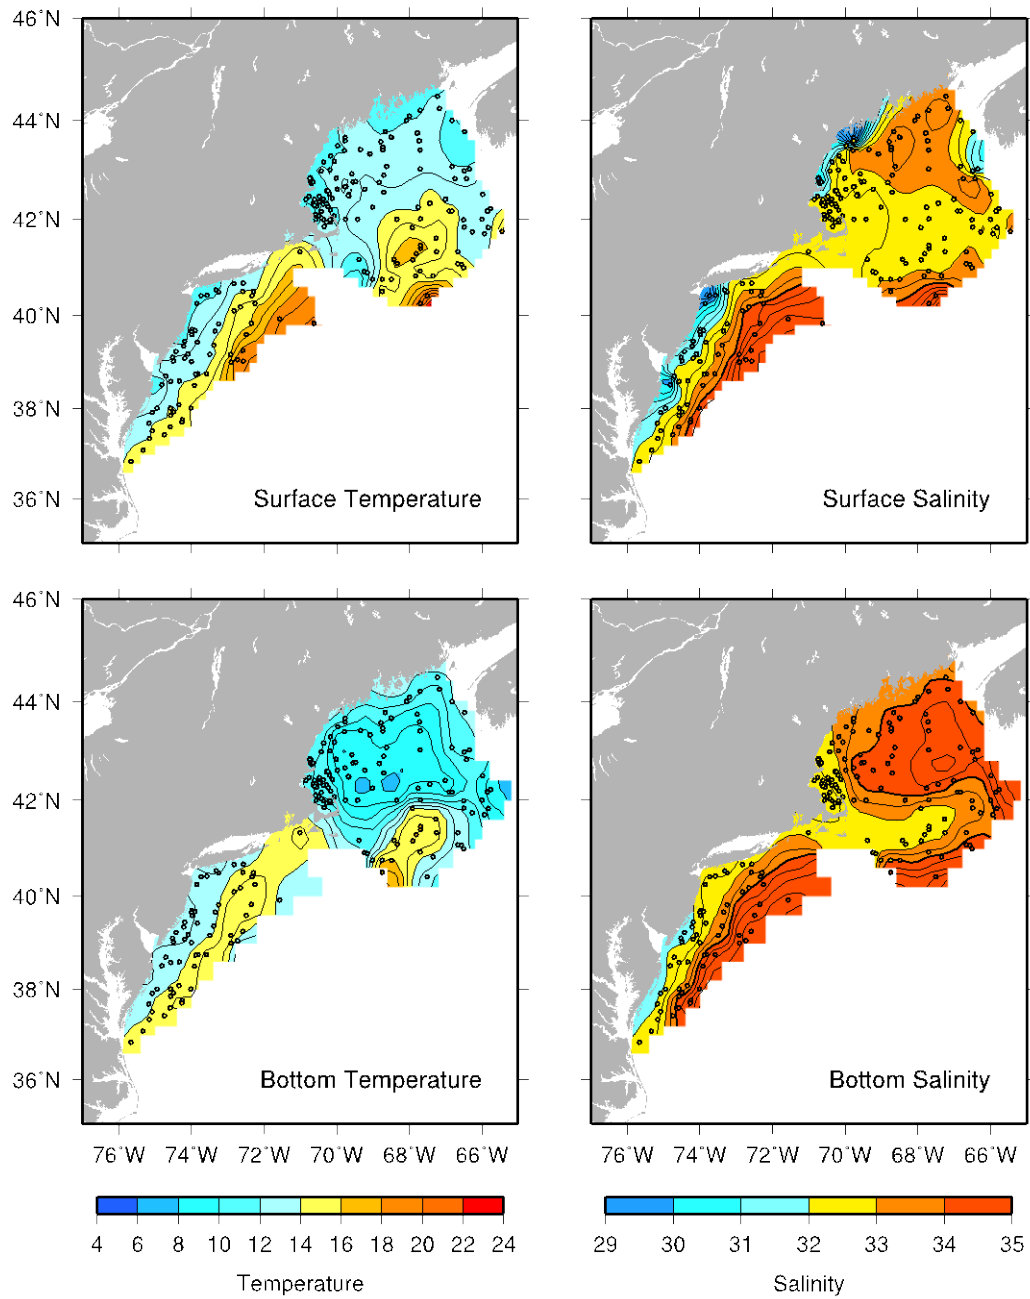 46°N
44°N
42°N
40°N
38°N
36°N
Surface Temperature
Surface Salinity
46°N
44°N
42°N
40°N
38°N
36°N
Bottom Temperature
Bottom Salinity
76°W 74°W 72°W 70°W 68°W 66°W
76°W 74°W 72°W 70°W 68°W 66°W
4 6 8 10 12 14 16 18 20 22 24
Temperature
29 30 31 32 33 34 35
Salinity